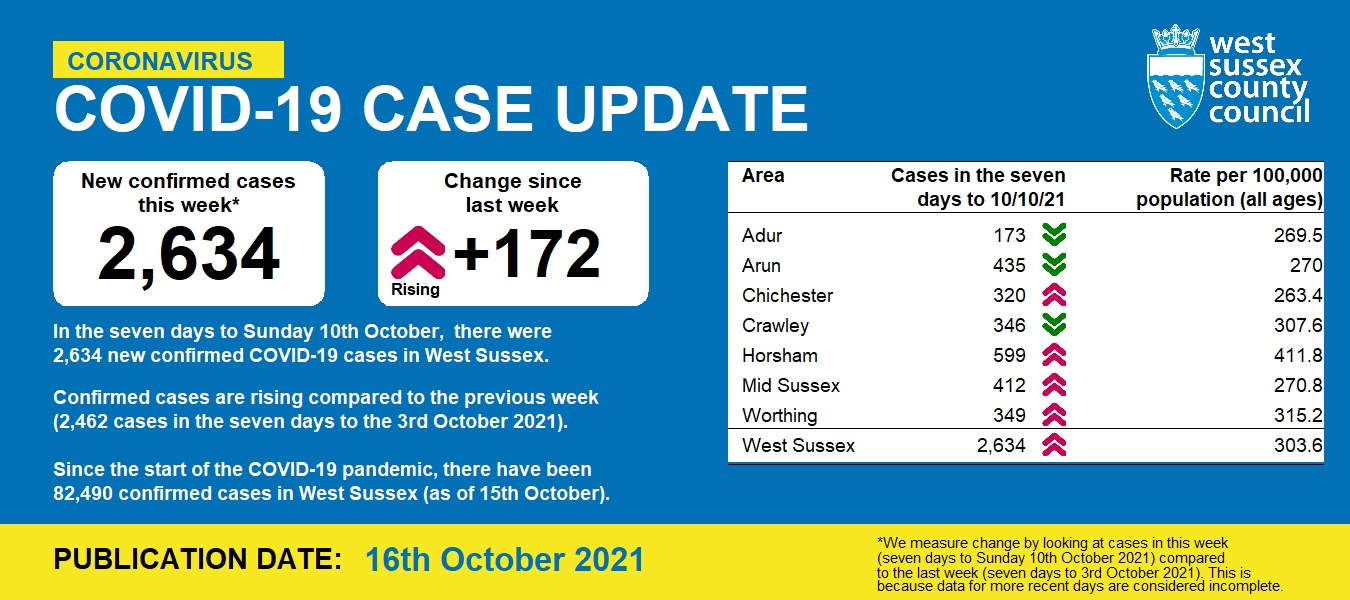 CORONAVIRUS
COVID-19 CASE UPDATE
west
sussex
county
council
New confirmed cases
this week*
2,634
Change since
last week
+172
Rising
In the seven days to Sunday 10th October, there were
2,634 new confirmed COVID-19 cases in West Sussex.
Confirmed cases are rising compared to the previous week
(2,462 cases in the seven days to the 3rd October 2021).
Since the start of the COVID-19 pandemic, there have been
82,490 confirmed cases in West Sussex (as of 15th October).
Area Cases in the seven Rate per 100,000
days to 10/10/21 population (all ages)
Adur 173 269.5
Arun 435 270
Chichester 320 263.4
Crawley 346 307.6
Horsham 599 411.8
Mid Sussex 412 270.8
Worthing 349 315.2
West Sussex 2,634 303.6
PUBLICATION DATE: 16th October 2021
*We measure change by looking at cases in this week
(seven days to Sunday 10th October 2021) compared
to the last week (seven days to 3rd October 2021). This is
because data for more recent days are considered incomplete.